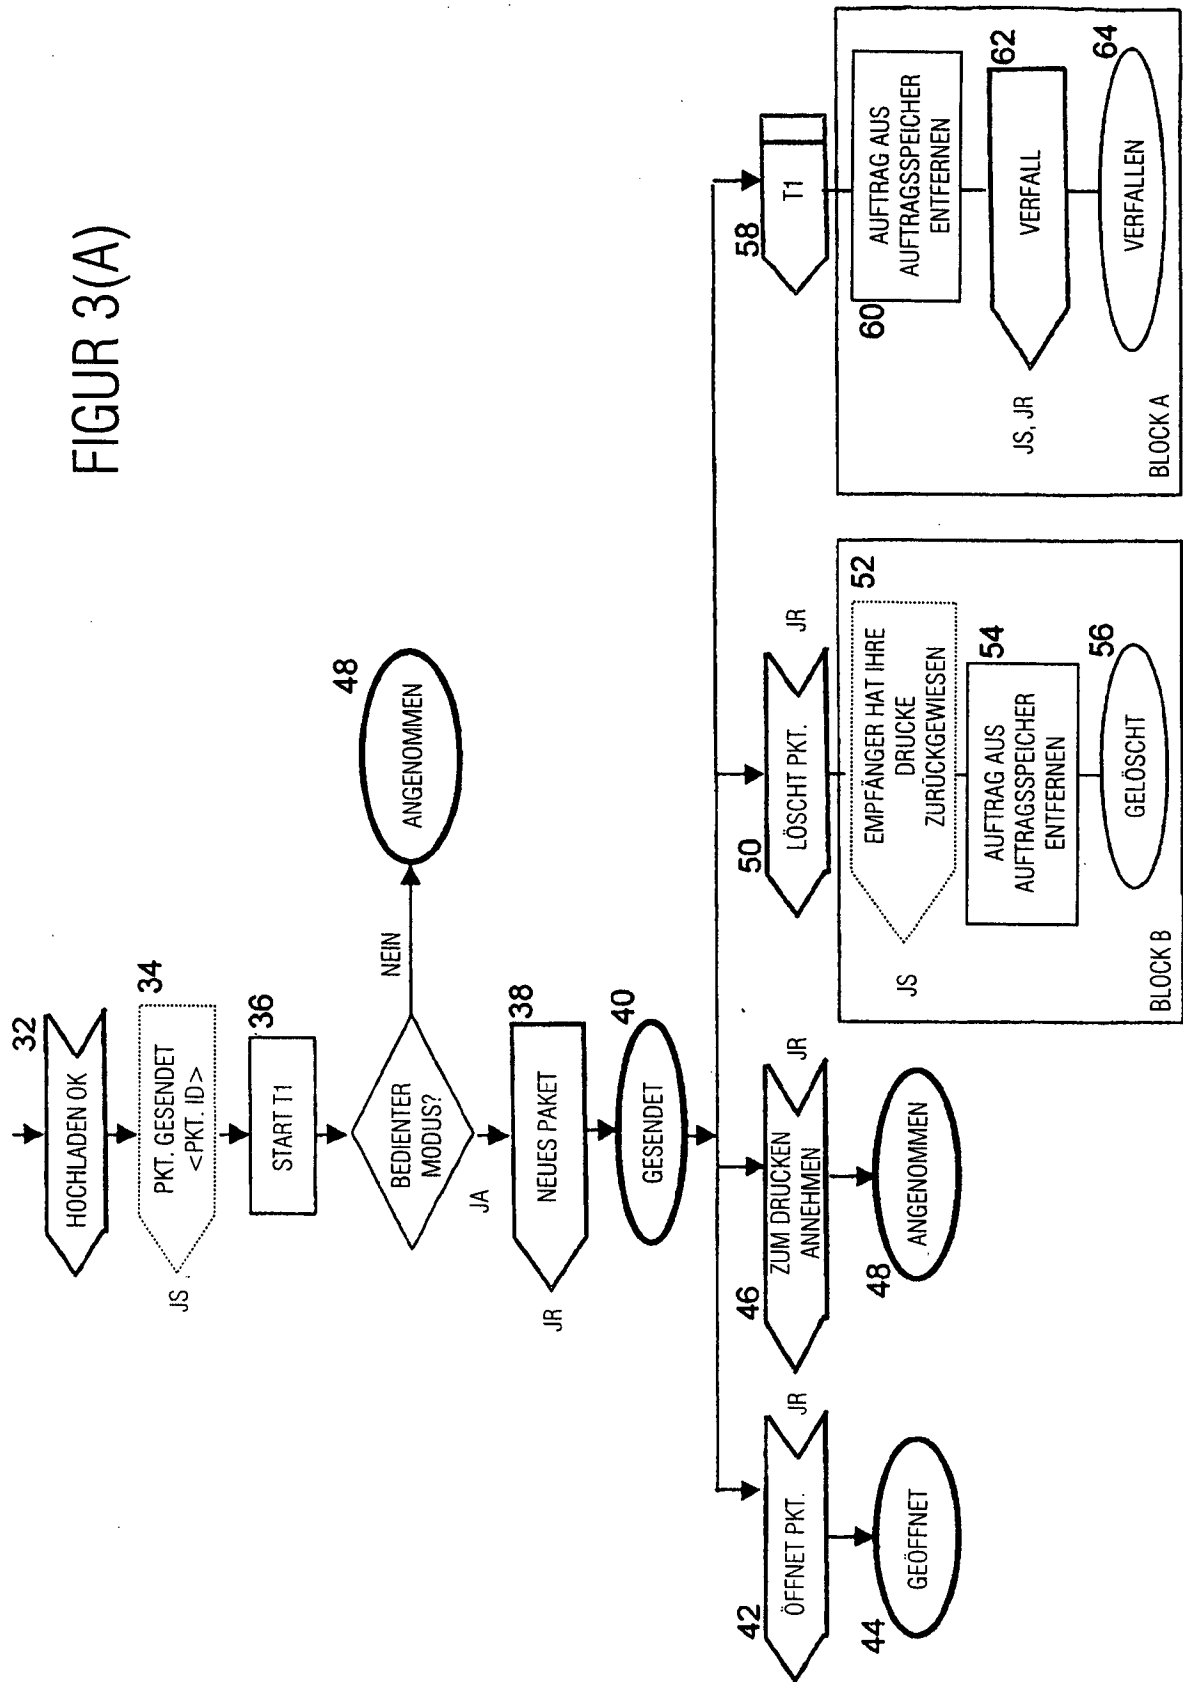 FIGUR 3(A)
32
HOCHLADEN OK
34
PKT. GESENDET
<PKT. ID>
JS
36
START T1
BEDIENTER
MODUS?
NEIN
48
ANGENOMMEN
JA
38
NEUES PAKET
JR
40
GESENDET
42
ÖFFNET PKT.
JR
44
GEÖFFNET
46
ZUM DRUCKEN
ANNEHMEN
JR
48
ANGENOMMEN
50
LÖSCHT PKT.
JR
52
EMPFÄNGER HAT IHRE
DRUCKE
ZURÜCKGEWIESEN
JS
54
AUFTRAG AUS
AUFTRAGSSPEICHER
ENTFERNEN
56
GELÖSCHT
BLOCK B
58
T1
60
AUFTRAG AUS
AUFTRAGSSPEICHER
ENTFERNEN
62
VERFALL
JS, JR
64
VERFALLEN
BLOCK A